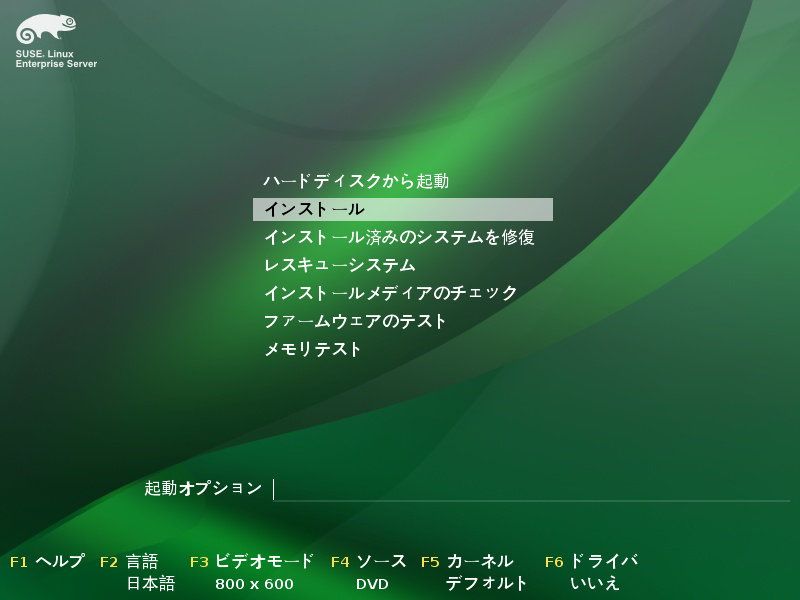 SUSE. Linux
Enterprise Server
ハードディスクから起動
インストール
インストール済みのシステムを修復
レスキューシステム
インストールメディアのチェック
ファームウェアのテスト
メモリテスト
起動オプション
F1 ヘルプ F2 言語 F3 ビデオモード F4 ソース F5 カーネル F6 ドライバ
日本語 800 x 600 DVD デフォルト いいえ